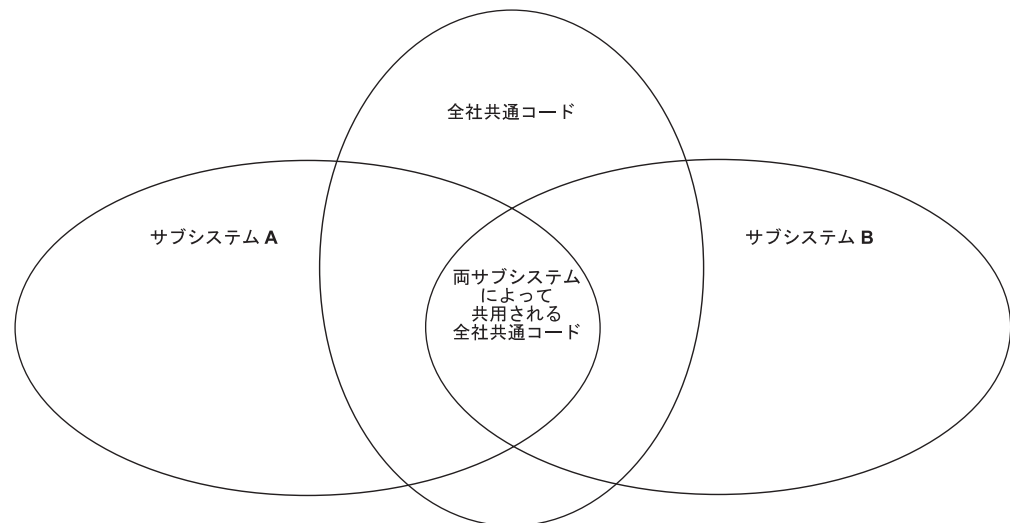 全社共通コード
サブシステム A
サブシステム B
両サブシステム
によって
共用される
全社共通コード